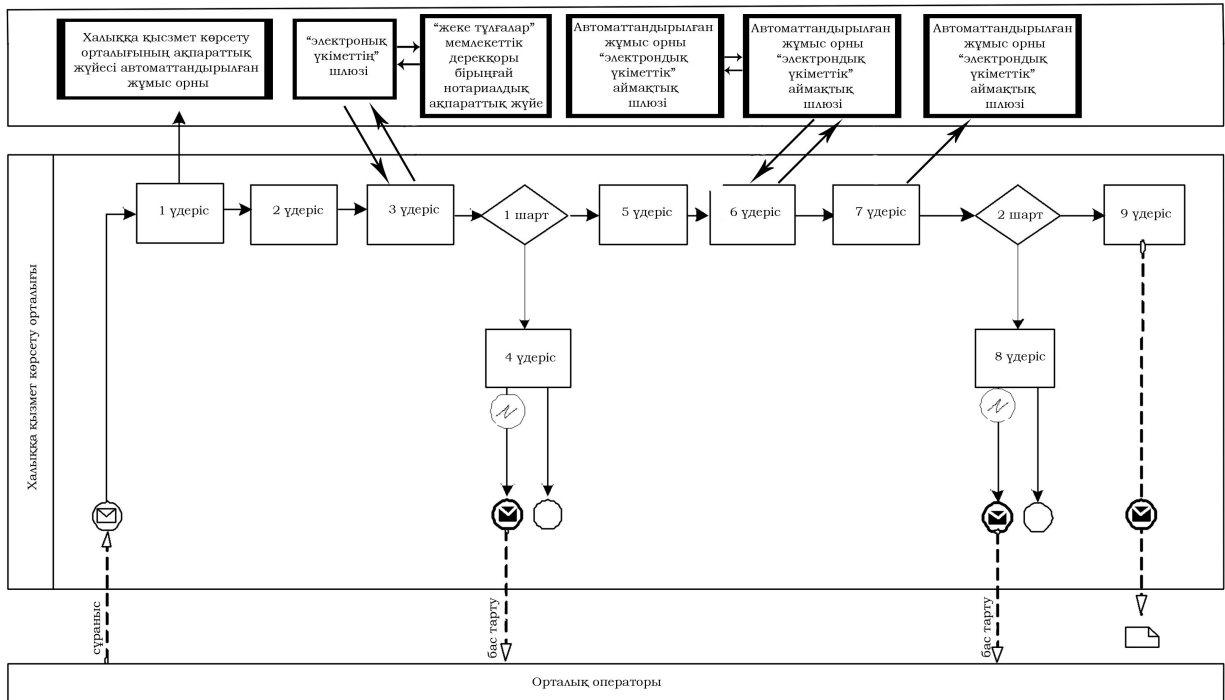 Халыққа қысзмет көрсету
орталығының ақпараттық
жүйесі автоматтандырылған
жұмыс орны
“электроник
үкіметтің”
шлюзі
“жеке тұлғалар”
мемлекеттік
дерекқоры
бірыңғай
нотариалдық
ақпараттық жүйе
Автоматтандырылған
жұмыс орны
“электрондық
үкіметтік”
аймақтық
шлюзі
Автоматтандырылған
жұмыс орны
“электрондық
үкіметтік”
аймақтық
шлюзі
Автоматтандырылған
жұмыс орны
“электрондық
үкіметтік”
аймақтық
шлюзі
Халыққа қызмет көрсету орталығы
1 үдеріс
2 үдеріс
3 үдеріс
1 шарт
5 үдеріс
6 үдеріс
7 үдеріс
2 шарт
9 үдеріс
4 үдеріс
8 үдеріс
сұраныс
бас тарту
бас тарту
Орталық операторы